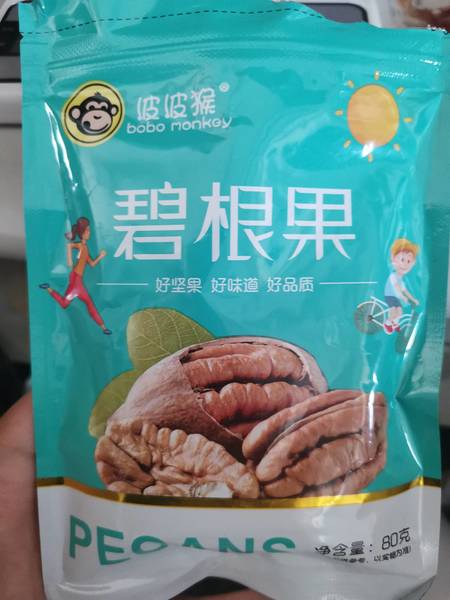 波波猴®
bobo monkey
碧根果
好坚果 好味道 好品质
PECANS
净含量：80克